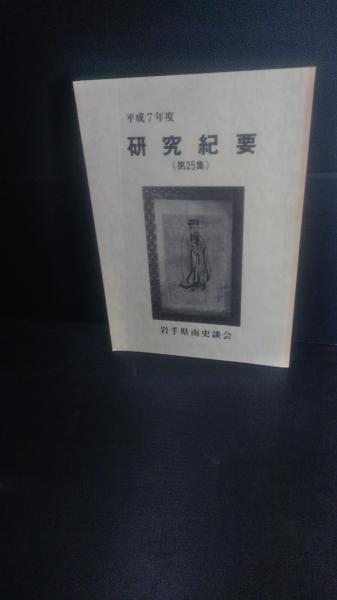 平成7年度
研究紀要
(第25集)
岩手県南史談会